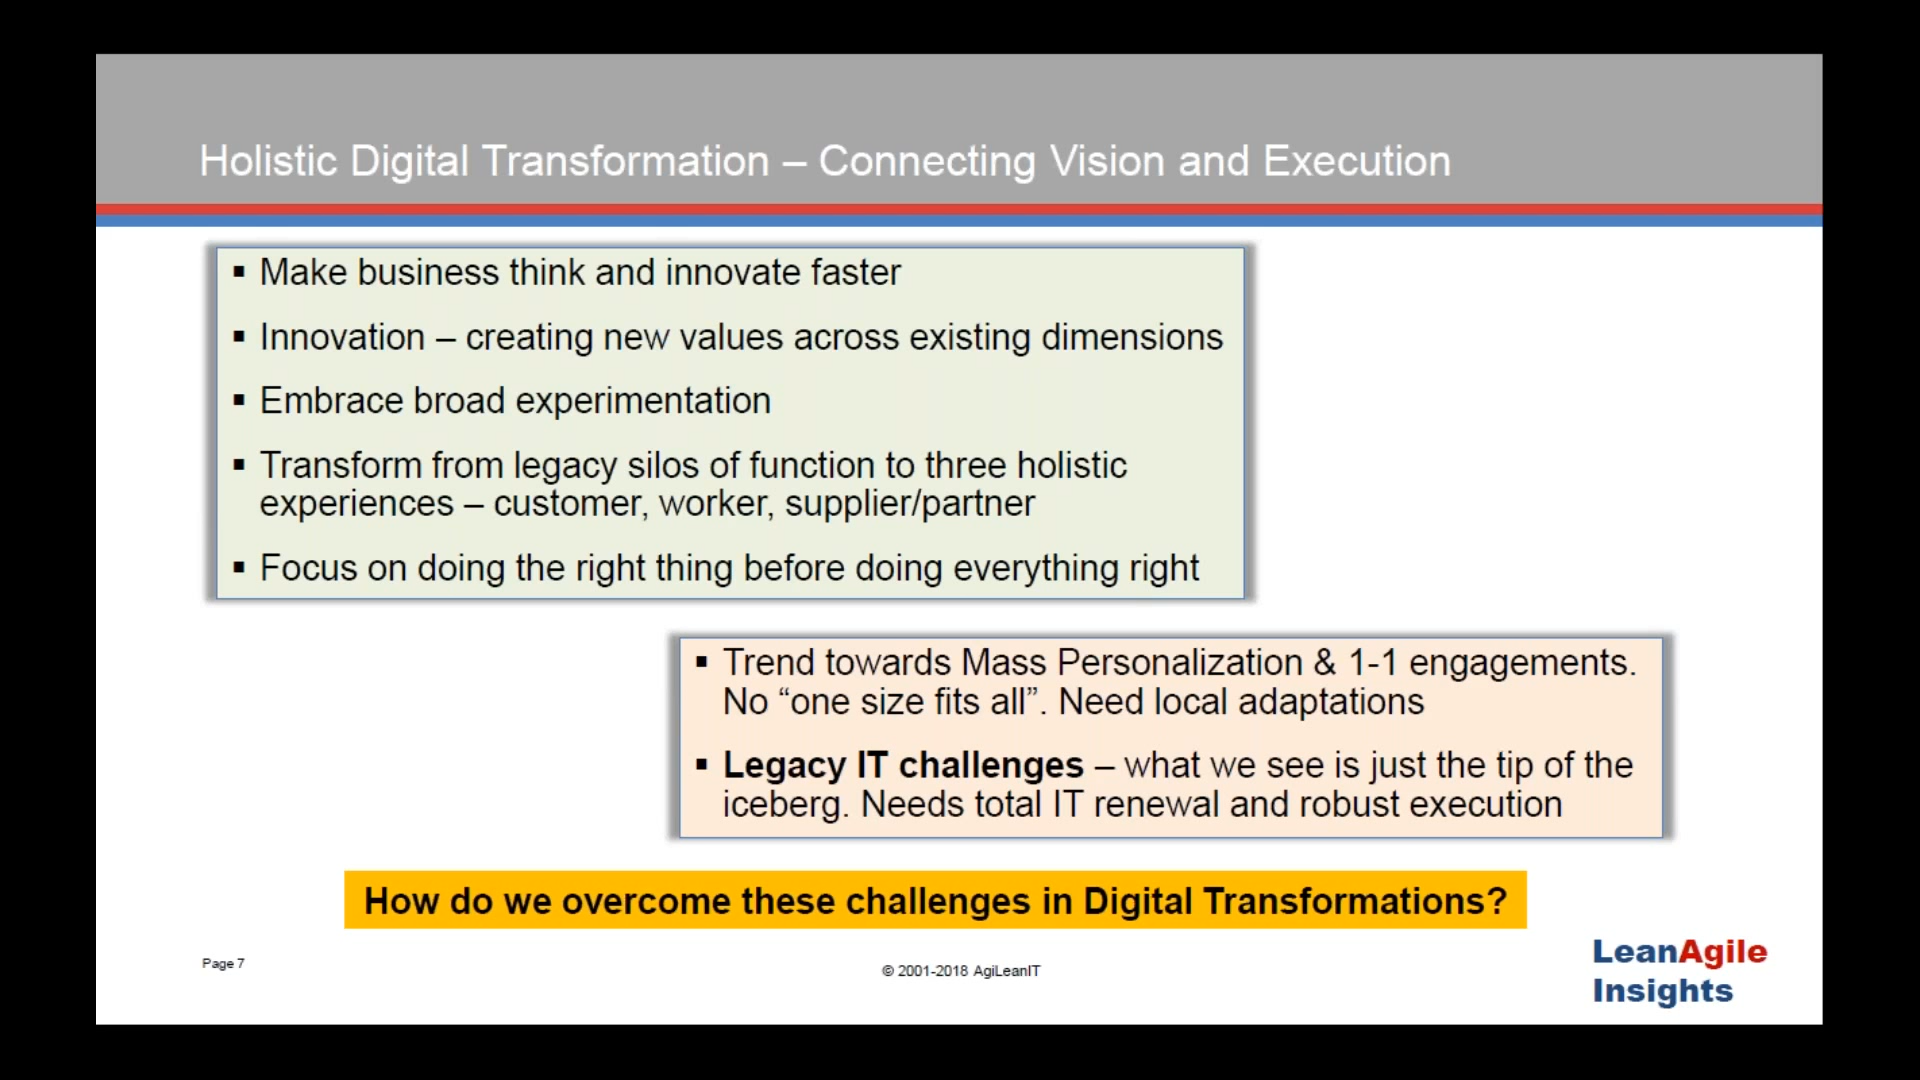 Holistic Digital Transformation – Connecting Vision and Execution
▪ Make business think and innovate faster
▪ Innovation – creating new values across existing dimensions
▪ Embrace broad experimentation
▪ Transform from legacy silos of function to three holistic
experiences – customer, worker, supplier/partner
▪ Focus on doing the right thing before doing everything right
▪ Trend towards Mass Personalization & 1-1 engagements.
No “one size fits all”. Need local adaptations
▪ Legacy IT challenges – what we see is just the tip of the
iceberg. Needs total IT renewal and robust execution
How do we overcome these challenges in Digital Transformations?
Page 7
© 2001-2018 AgiLeanIT
LeanAgile
Insights